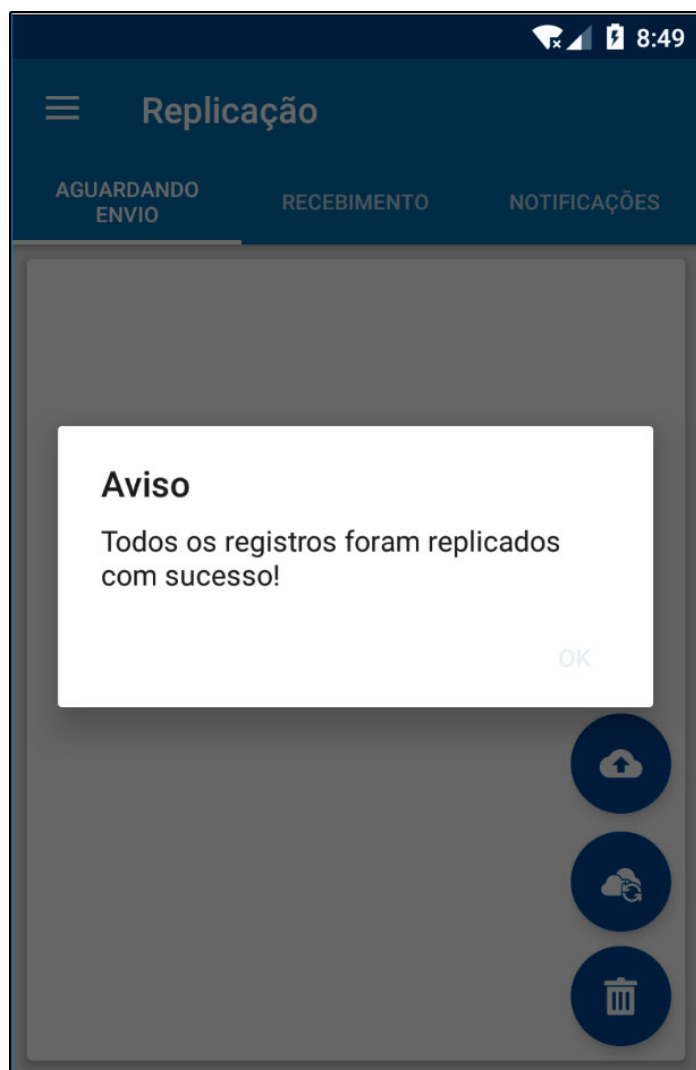 8:49
Replicação
AGUARDANDO
ENVIO
RECEBIMENTO
NOTIFICAÇÕES
Aviso
Todos os registros foram replicados
com sucesso!
OK